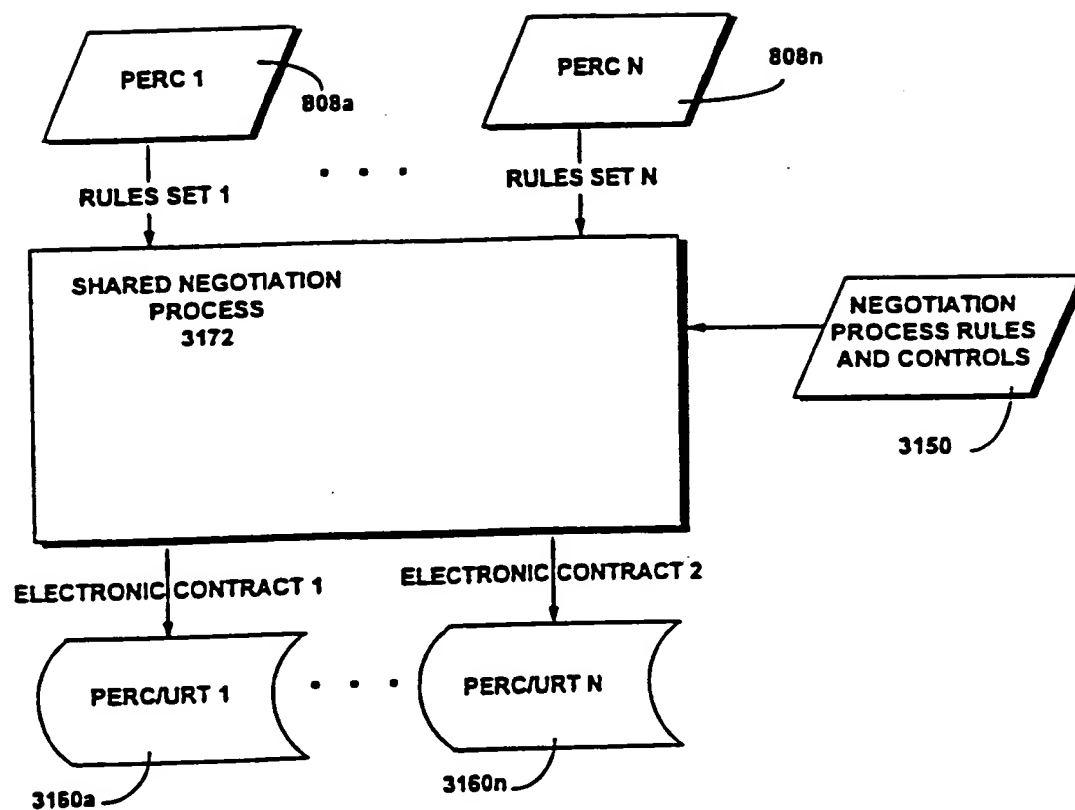 PERC 1
808a
PERC N
808n
RULES SET 1
. . .
RULES SET N
SHARED NEGOTIATION
PROCESS
3172
NEGOTIATION
PROCESS RULES
AND CONTROLS
3150
ELECTRONIC CONTRACT 1
ELECTRONIC CONTRACT 2
PERC/URT 1
. . .
PERC/URT N
3160a
3160n